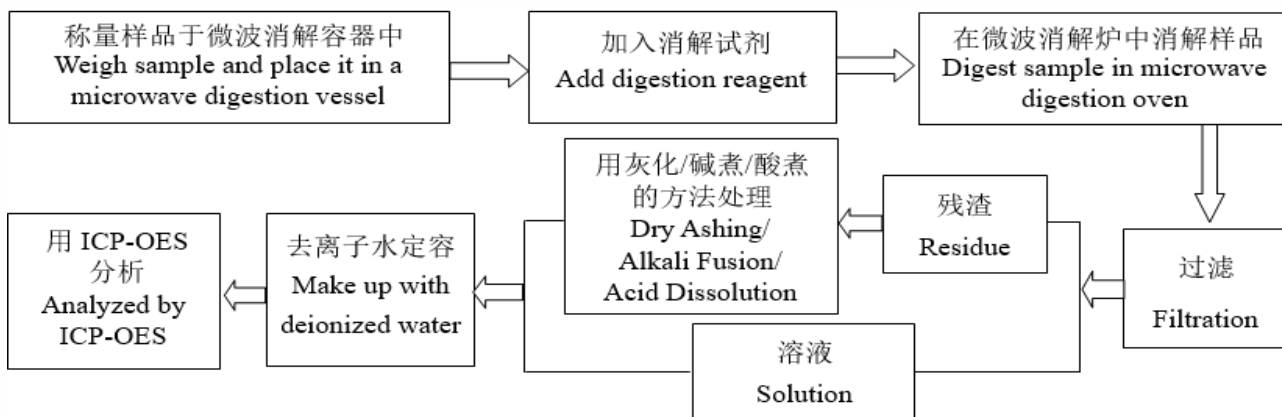 称量样品于微波消解容器中
Weigh sample and place it in a
microwave digestion vessel
加入消解试剂
Add digestion reagent
在微波消解炉中消解样品
Digest sample in microwave
digestion oven
过滤
Filtration
残渣
Residue
用灰化/碱煮/酸煮
的方法处理
Dry Ashing/
Alkali Fusion/
Acid Dissolution
溶液
Solution
去离子水定容
Make up with
deionized water
用 ICP-OES
分析
Analyzed by
ICP-OES